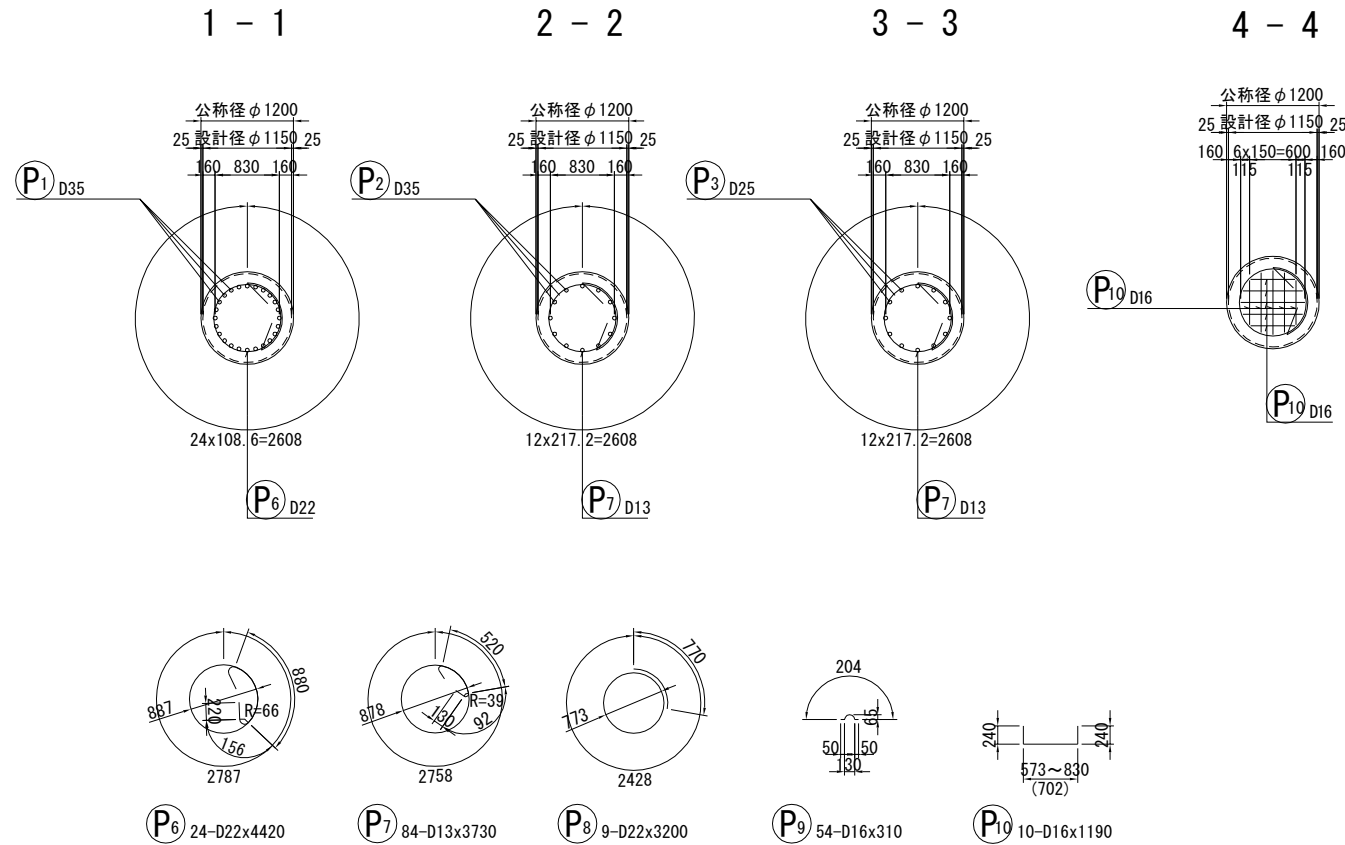 1 - 1
2 - 2
3 - 3
4 - 4
公称径φ1200
25 設計径φ1150 25
160 830 160
P1 D35
24x108.6=2608
P6 D22
公称径φ1200
25 設計径φ1150 25
160 830 160
P2 D35
12x217.2=2608
P7 D13
公称径φ1200
25 設計径φ1150 25
160 830 160
P3 D25
12x217.2=2608
P7 D13
公称径φ1200
25 設計径φ1150 25
160 6x150=600 160
115 115
P10 D16
P10 D16
880
887
220
R=66
156
2787
P6 24-D22x4420
520
878
130
R=39
92
2758
P7 84-D13x3730
770
773
2428
P8 9-D22x3200
204
65
50 50
130
P9 54-D16x310
240 240
573～830
(702)
P10 10-D16x1190